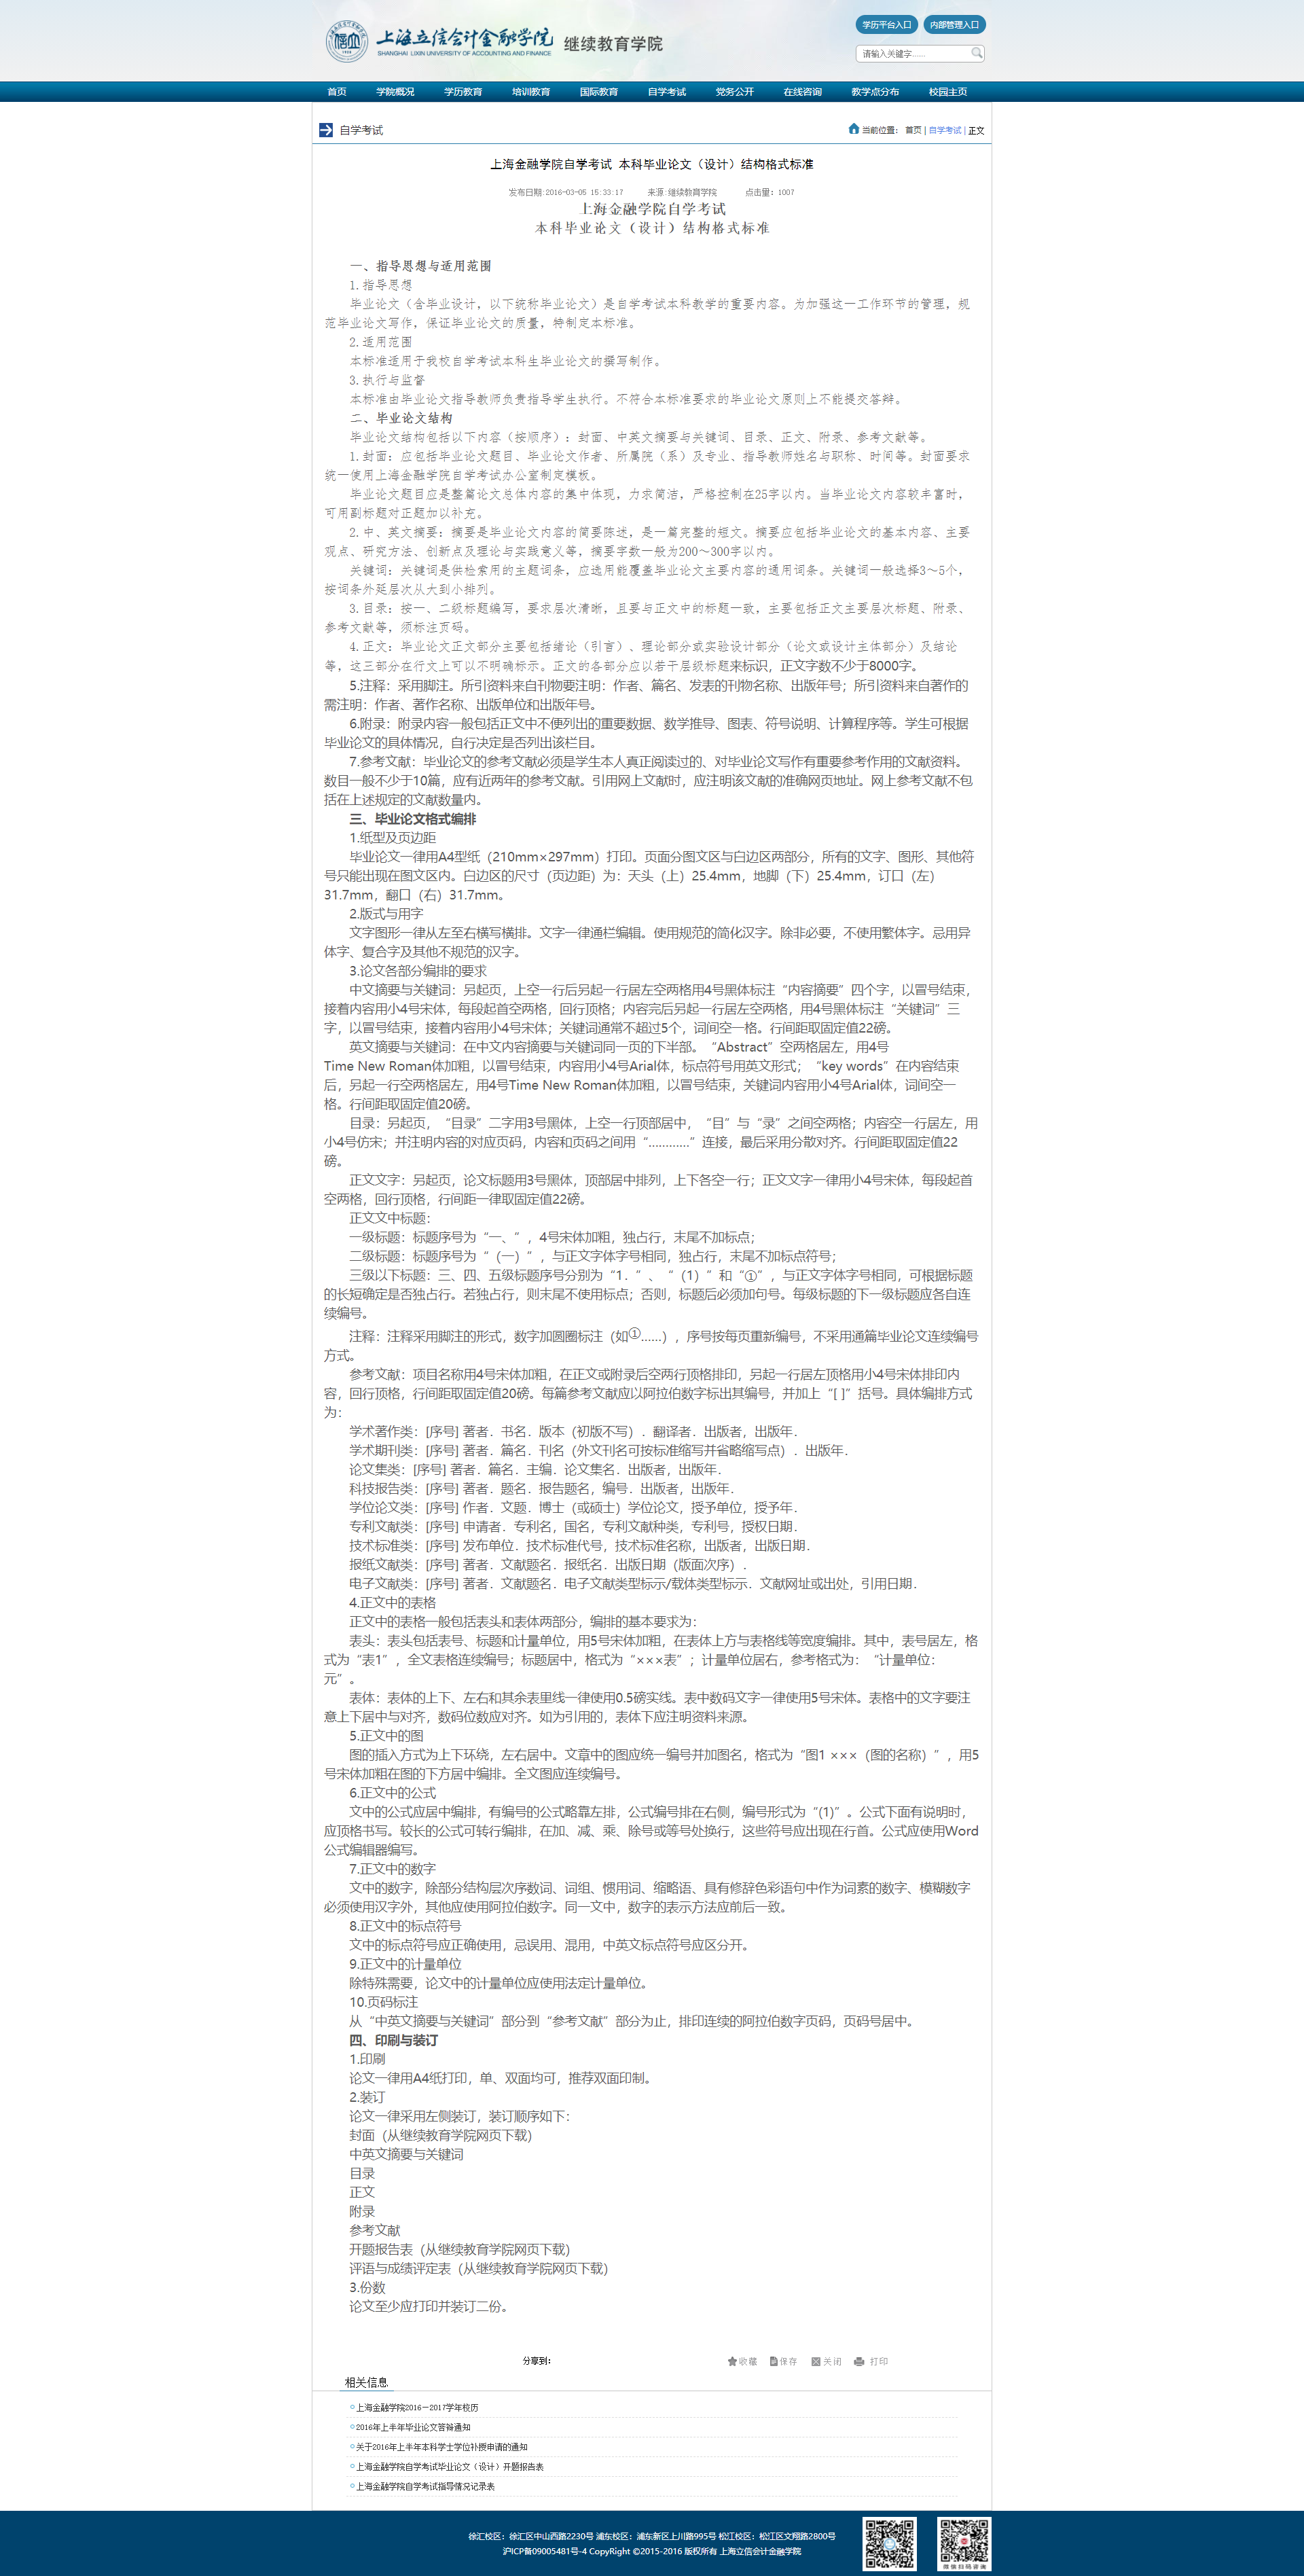 上海立信会计金融学院 继续教育学院
SHANGHAI LIXIN UNIVERSITY OF ACCOUNTING AND FINANCE
学历平台入口 内部管理入口
请输入关键字......
首页 学院概况 学历教育 培训教育 国际教育 自学考试 党务公开 在线咨询 教学点分布 校园主页
自学考试 当前位置： 首页 | 自学考试 | 正文
上海金融学院自学考试 本科毕业论文（设计）结构格式标准
发布日期:2016-03-05 15:33:17 来源:继续教育学院 点击量：1007
上海金融学院自学考试
本科毕业论文（设计）结构格式标准
一、指导思想与适用范围
1.指导思想
毕业论文（含毕业设计，以下统称毕业论文）是自学考试本科教学的重要内容。为加强这一工作环节的管理，规
范毕业论文写作，保证毕业论文的质量，特制定本标准。
2.适用范围
本标准适用于我校自学考试本科生毕业论文的撰写制作。
3.执行与监督
本标准由毕业论文指导教师负责指导学生执行。不符合本标准要求的毕业论文原则上不能提交答辩。
二、毕业论文结构
毕业论文结构包括以下内容（按顺序）：封面、中英文摘要与关键词、目录、正文、附录、参考文献等。
1.封面：应包括毕业论文题目、毕业论文作者、所属院（系）及专业、指导教师姓名与职称、时间等。封面要求
统一使用上海金融学院自学考试办公室制定模板。
毕业论文题目应是整篇论文总体内容的集中体现，力求简洁，严格控制在25字以内。当毕业论文内容较丰富时，
可用副标题对正题加以补充。
2.中、英文摘要：摘要是毕业论文内容的简要陈述，是一篇完整的短文。摘要应包括毕业论文的基本内容、主要
观点、研究方法、创新点及理论与实践意义等，摘要字数一般为200～300字以内。
关键词：关键词是供检索用的主题词条，应选用能覆盖毕业论文主要内容的通用词条。关键词一般选择3～5个，
按词条外延层次从大到小排列。
3.目录：按一、二级标题编写，要求层次清晰，且要与正文中的标题一致，主要包括正文主要层次标题、附录、
参考文献等，须标注页码。
4.正文：毕业论文正文部分主要包括绪论（引言）、理论部分或实验设计部分（论文或设计主体部分）及结论
等，这三部分在行文上可以不明确标示。正文的各部分应以若干层级标题来标识，正文字数不少于8000字。
5.注释：采用脚注。所引资料来自刊物要注明：作者、篇名、发表的刊物名称、出版年号；所引资料来自著作的
需注明：作者、著作名称、出版单位和出版年号。
6.附录：附录内容一般包括正文中不便列出的重要数据、数学推导、图表、符号说明、计算程序等。学生可根据
毕业论文的具体情况，自行决定是否列出该栏目。
7.参考文献：毕业论文的参考文献必须是学生本人真正阅读过的、对毕业论文写作有重要参考作用的文献资料。
数目一般不少于10篇，应有近两年的参考文献。引用网上文献时，应注明该文献的准确网页地址。网上参考文献不包
括在上述规定的文献数量内。
三、毕业论文格式编排
1.纸型及页边距
毕业论文一律用A4型纸（210mm×297mm）打印。页面分图文区与白边区两部分，所有的文字、图形、其他符
号只能出现在图文区内。白边区的尺寸（页边距）为：天头（上）25.4mm，地脚（下）25.4mm，订口（左）
31.7mm，翻口（右）31.7mm。
2.版式与用字
文字图形一律从左至右横写横排。文字一律通栏编辑。使用规范的简化汉字。除非必要，不使用繁体字。忌用异
体字、复合字及其他不规范的汉字。
3.论文各部分编排的要求
中文摘要与关键词：另起页，上空一行后另起一行居左空两格用4号黑体标注“内容摘要”四个字，以冒号结束，
接着内容用小4号宋体，每段起首空两格，回行顶格；内容完后另起一行居左空两格，用4号黑体标注“关键词”三
字，以冒号结束，接着内容用小4号宋体；关键词通常不超过5个，词间空一格。行间距取固定值22磅。
英文摘要与关键词：在中文内容摘要与关键词同一页的下半部。“Abstract”空两格居左，用4号
Time New Roman体加粗，以冒号结束，内容用小4号Arial体，标点符号用英文形式；“key words”在内容结束
后，另起一行空两格居左，用4号Time New Roman体加粗，以冒号结束，关键词内容用小4号Arial体，词间空一
格。行间距取固定值20磅。
目录：另起页，“目录”二字用3号黑体，上空一行顶部居中，“目”与“录”之间空两格；内容空一行居左，用
小4号仿宋；并注明内容的对应页码，内容和页码之间用“…………”连接，最后采用分散对齐。行间距取固定值22
磅。
正文文字：另起页，论文标题用3号黑体，顶部居中排列，上下各空一行；正文文字一律用小4号宋体，每段起首
空两格，回行顶格，行间距一律取固定值22磅。
正文文中标题：
一级标题：标题序号为“一、”，4号宋体加粗，独占行，末尾不加标点；
二级标题：标题序号为“（一）”，与正文字体字号相同，独占行，末尾不加标点符号；
三级以下标题：三、四、五级标题序号分别为“1．”、“（1）”和“①”，与正文字体字号相同，可根据标题
的长短确定是否独占行。若独占行，则末尾不使用标点；否则，标题后必须加句号。每级标题的下一级标题应各自连
续编号。
注释：注释采用脚注的形式，数字加圆圈标注（如①……），序号按每页重新编号，不采用通篇毕业论文连续编号
方式。
参考文献：项目名称用4号宋体加粗，在正文或附录后空两行顶格排印，另起一行居左顶格用小4号宋体排印内
容，回行顶格，行间距取固定值20磅。每篇参考文献应以阿拉伯数字标出其编号，并加上“[ ]”括号。具体编排方式
为：
学术著作类：[序号] 著者．书名．版本（初版不写）．翻译者．出版者，出版年．
学术期刊类：[序号] 著者．篇名．刊名（外文刊名可按标准缩写并省略缩写点）．出版年．
论文集类：[序号] 著者．篇名．主编．论文集名．出版者，出版年．
科技报告类：[序号] 著者．题名．报告题名，编号．出版者，出版年．
学位论文类：[序号] 作者．文题．博士（或硕士）学位论文，授予单位，授予年．
专利文献类：[序号] 申请者．专利名，国名，专利文献种类，专利号，授权日期．
技术标准类：[序号] 发布单位．技术标准代号，技术标准名称，出版者，出版日期．
报纸文献类：[序号] 著者．文献题名．报纸名．出版日期（版面次序）．
电子文献类：[序号] 著者．文献题名．电子文献类型标示/载体类型标示．文献网址或出处，引用日期．
4.正文中的表格
正文中的表格一般包括表头和表体两部分，编排的基本要求为：
表头：表头包括表号、标题和计量单位，用5号宋体加粗，在表体上方与表格线等宽度编排。其中，表号居左，格
式为“表1”，全文表格连续编号；标题居中，格式为“×××表”；计量单位居右，参考格式为：“计量单位：
元”。
表体：表体的上下、左右和其余表里线一律使用0.5磅实线。表中数码文字一律使用5号宋体。表格中的文字要注
意上下居中与对齐，数码位数应对齐。如为引用的，表体下应注明资料来源。
5.正文中的图
图的插入方式为上下环绕，左右居中。文章中的图应统一编号并加图名，格式为“图1 ×××（图的名称）”，用5
号宋体加粗在图的下方居中编排。全文图应连续编号。
6.正文中的公式
文中的公式应居中编排，有编号的公式略靠左排，公式编号排在右侧，编号形式为“(1)”。公式下面有说明时，
应顶格书写。较长的公式可转行编排，在加、减、乘、除号或等号处换行，这些符号应出现在行首。公式应使用Word
公式编辑器编写。
7.正文中的数字
文中的数字，除部分结构层次序数词、词组、惯用词、缩略语、具有修辞色彩语句中作为词素的数字、模糊数字
必须使用汉字外，其他应使用阿拉伯数字。同一文中，数字的表示方法应前后一致。
8.正文中的标点符号
文中的标点符号应正确使用，忌误用、混用，中英文标点符号应区分开。
9.正文中的计量单位
除特殊需要，论文中的计量单位应使用法定计量单位。
10.页码标注
从“中英文摘要与关键词”部分到“参考文献”部分为止，排印连续的阿拉伯数字页码，页码号居中。
四、印刷与装订
1.印刷
论文一律用A4纸打印，单、双面均可，推荐双面印制。
2.装订
论文一律采用左侧装订，装订顺序如下：
封面（从继续教育学院网页下载）
中英文摘要与关键词
目录
正文
附录
参考文献
开题报告表（从继续教育学院网页下载）
评语与成绩评定表（从继续教育学院网页下载）
3.份数
论文至少应打印并装订二份。
分享到： 收藏 保存 关闭 打印
相关信息
上海金融学院2016－2017学年校历
2016年上半年毕业论文答辩通知
关于2016年上半年本科学士学位补授申请的通知
上海金融学院自学考试毕业论文（设计）开题报告表
上海金融学院自学考试指导情况记录表
徐汇校区：徐汇区中山西路2230号 浦东校区：浦东新区上川路995号 松江校区：松江区文翔路2800号
沪ICP备09005481号-4 CopyRight ©2015-2016 版权所有 上海立信会计金融学院
微信扫码咨询